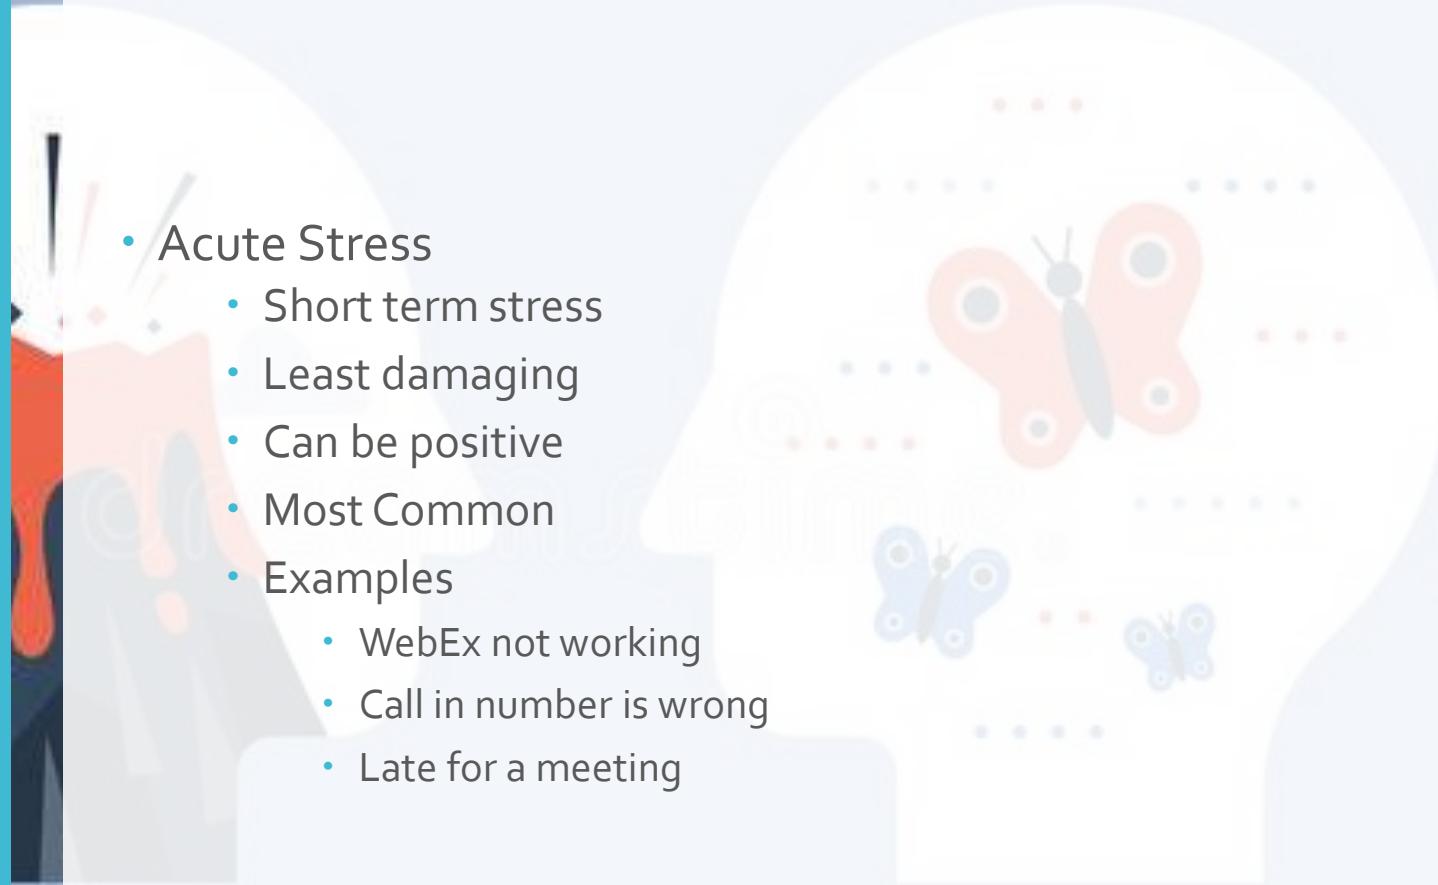 Acute Stress
Short term stress
Least damaging
Can be positive
Most Common
Examples
WebEx not working
Call in number is wrong
Late for a meeting
dreamstime